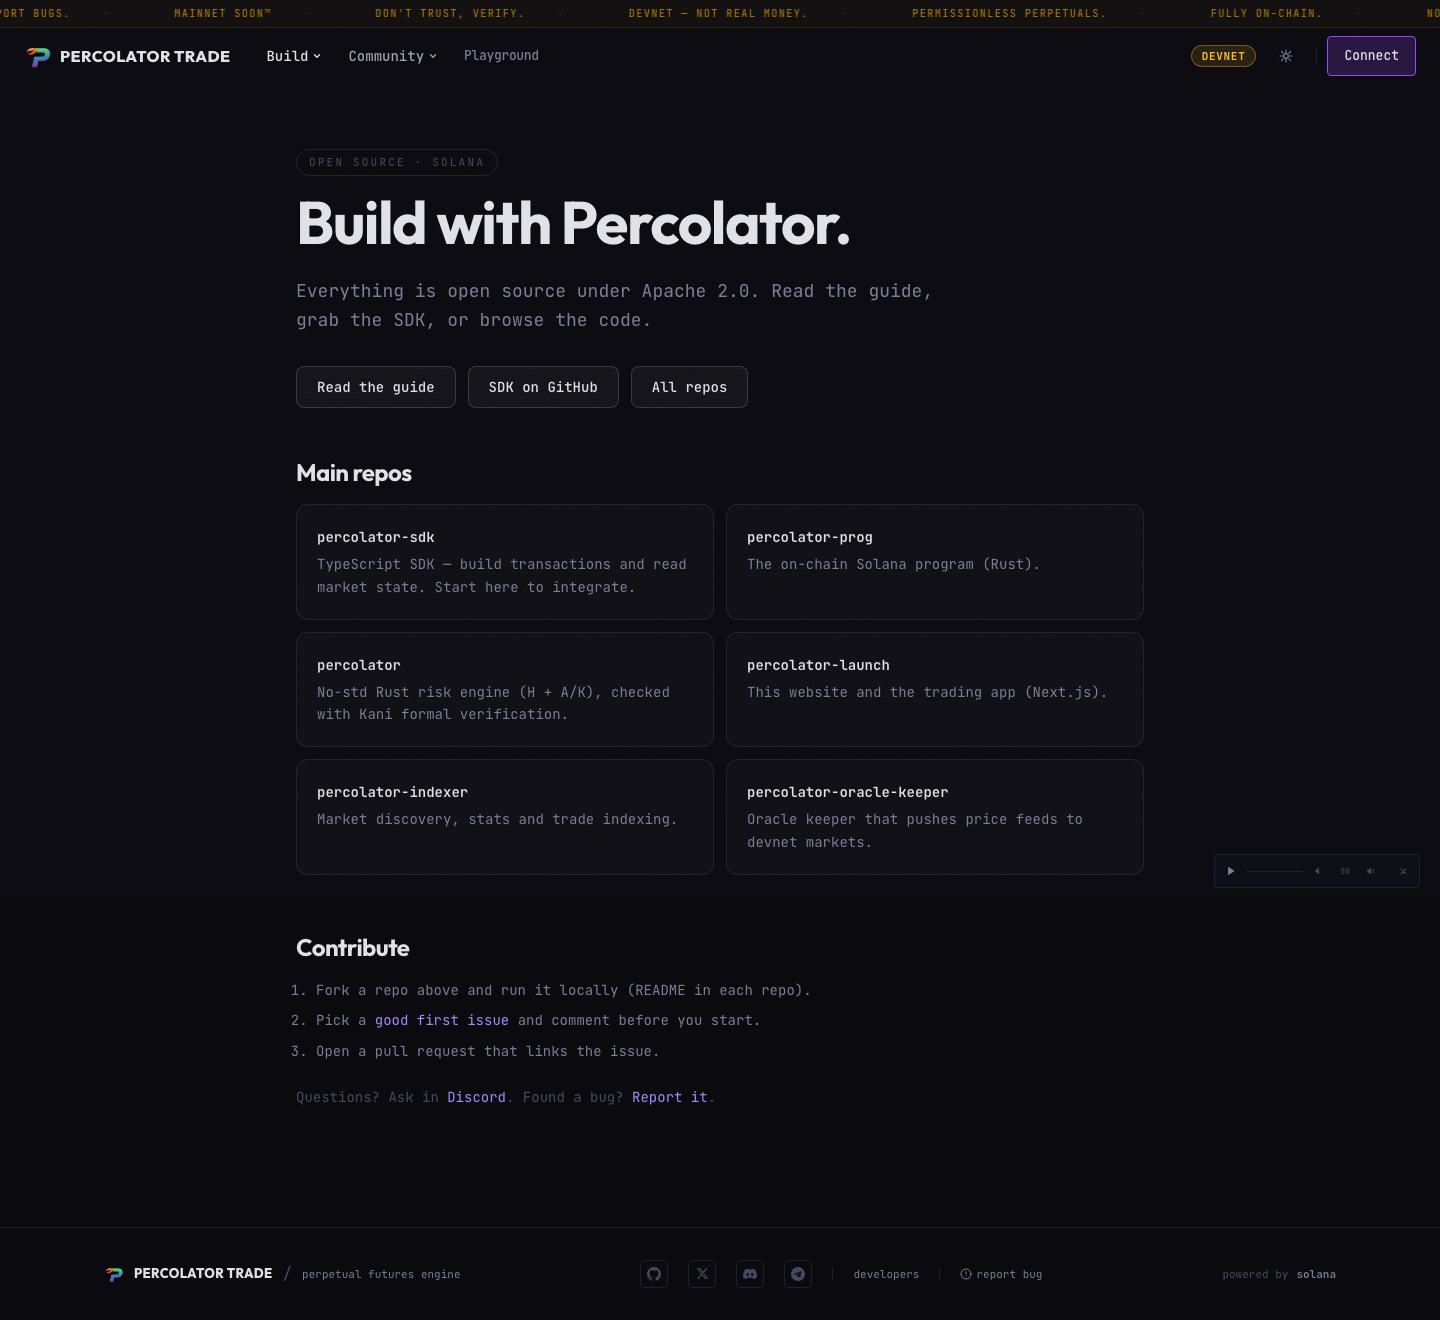 PORT BUGS. · MAINNET SOON™ · DON'T TRUST, VERIFY. · DEVNET — NOT REAL MONEY. · PERMISSIONLESS PERPETUALS. · FULLY ON-CHAIN. · NO
PERCOLATOR TRADE Build Community Playground DEVNET Connect
OPEN SOURCE · SOLANA
Build with Percolator.
Everything is open source under Apache 2.0. Read the guide,
grab the SDK, or browse the code.
Read the guide SDK on GitHub All repos
Main repos
percolator-sdk
TypeScript SDK — build transactions and read
market state. Start here to integrate.
percolator-prog
The on-chain Solana program (Rust).
percolator
No-std Rust risk engine (H + A/K), checked
with Kani formal verification.
percolator-launch
This website and the trading app (Next.js).
percolator-indexer
Market discovery, stats and trade indexing.
percolator-oracle-keeper
Oracle keeper that pushes price feeds to
devnet markets.
50
Contribute
1. Fork a repo above and run it locally (README in each repo).
2. Pick a good first issue and comment before you start.
3. Open a pull request that links the issue.
Questions? Ask in Discord. Found a bug? Report it.
PERCOLATOR TRADE / perpetual futures engine developers report bug powered by solana